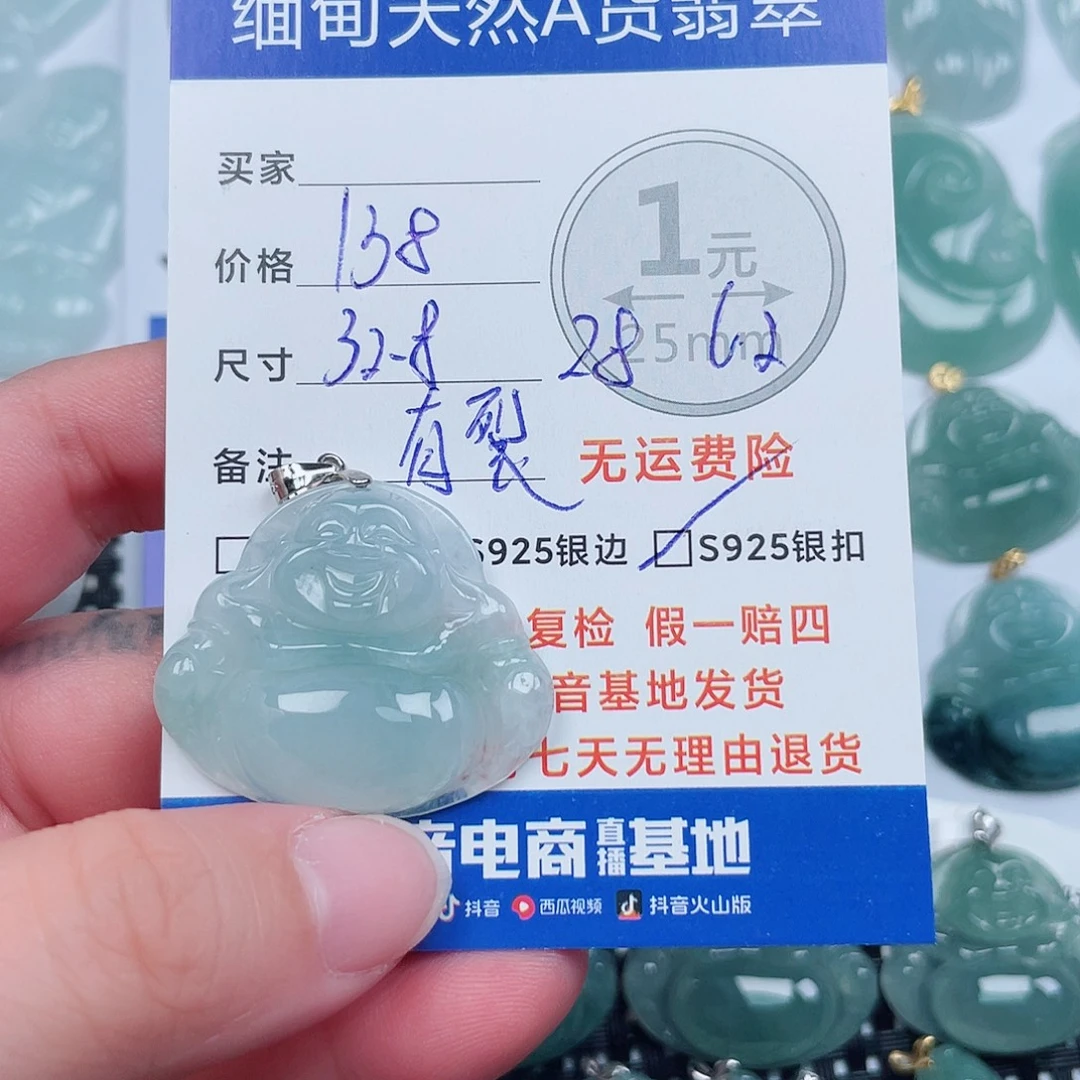 缅甸天然A货翡翠
买家
1元
价格 138
25mm
尺寸 32-8 28 6.2
备注 有裂 无运费险
S925银边 S925银扣
复检 假一赔四
音基地发货
七天无理由退货
音电商直播基地
抖音 西瓜视频 抖音火山版